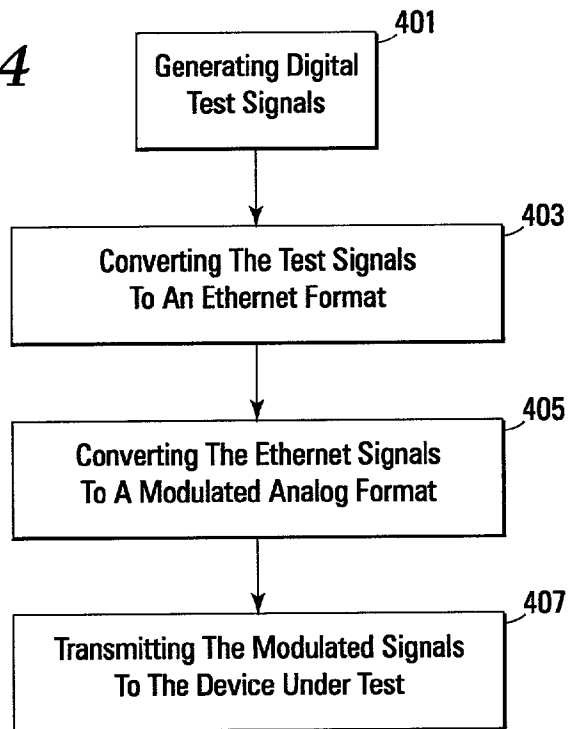 4
401
Generating Digital
Test Signals
403
Converting The Test Signals
To An Ethernet Format
405
Converting The Ethernet Signals
To A Modulated Analog Format
407
Transmitting The Modulated Signals
To The Device Under Test